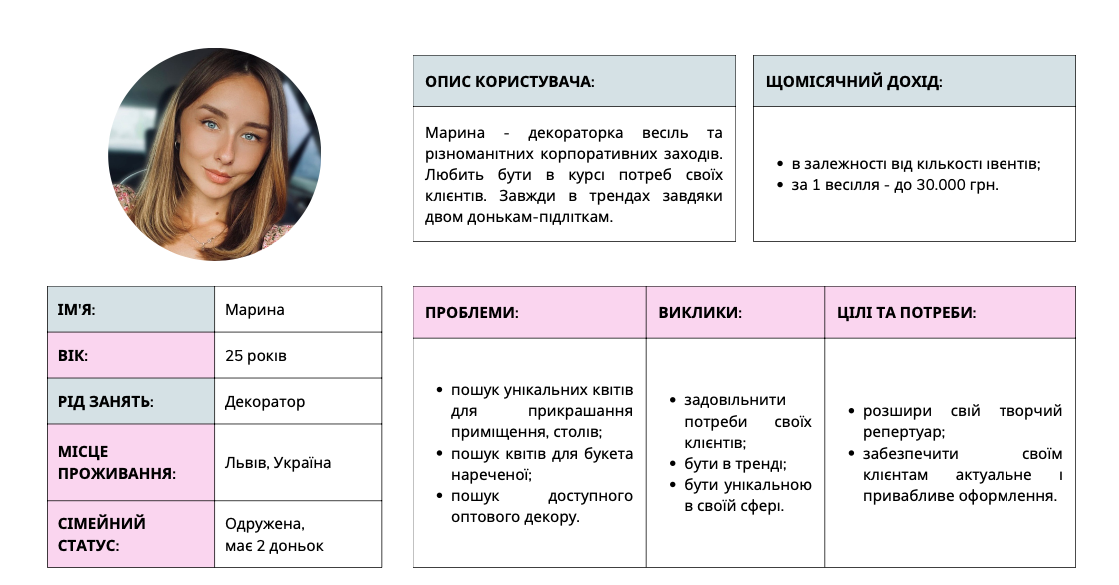 ОПИС КОРИСТУВАЧА:
Марина - декораторка весіль та
різноманітних корпоративних заходів.
Любить бути в курсі потреб своїх
клієнтів. Завжди в трендах завдяки
двом донькам-підліткам.
ЩОМІСЯЧНИЙ ДОХІД:
• в залежності від кількості івентів;
• за 1 весілля - до 30.000 грн.
ІМ'Я: Марина
ВІК: 25 років
РІД ЗАНЯТЬ: Декоратор
МІСЦЕ
ПРОЖИВАННЯ:
Львів, Україна
СІМЕЙНИЙ
СТАТУС:
Одружена,
має 2 доньок
ПРОБЛЕМИ:
• пошук унікальних квітів
для прикрашання
приміщення, столів;
• пошук квітів для букета
нареченої;
• пошук доступного
оптового декору.
ВИКЛИКИ:
• задовільнити
потреби своїх
клієнтів;
• бути в тренді;
• бути унікальною
в своїй сфері.
ЦІЛІ ТА ПОТРЕБИ:
• розшири свій творчий
репертуар;
• забезпечити своїм
клієнтам актуальне і
привабливе оформлення.